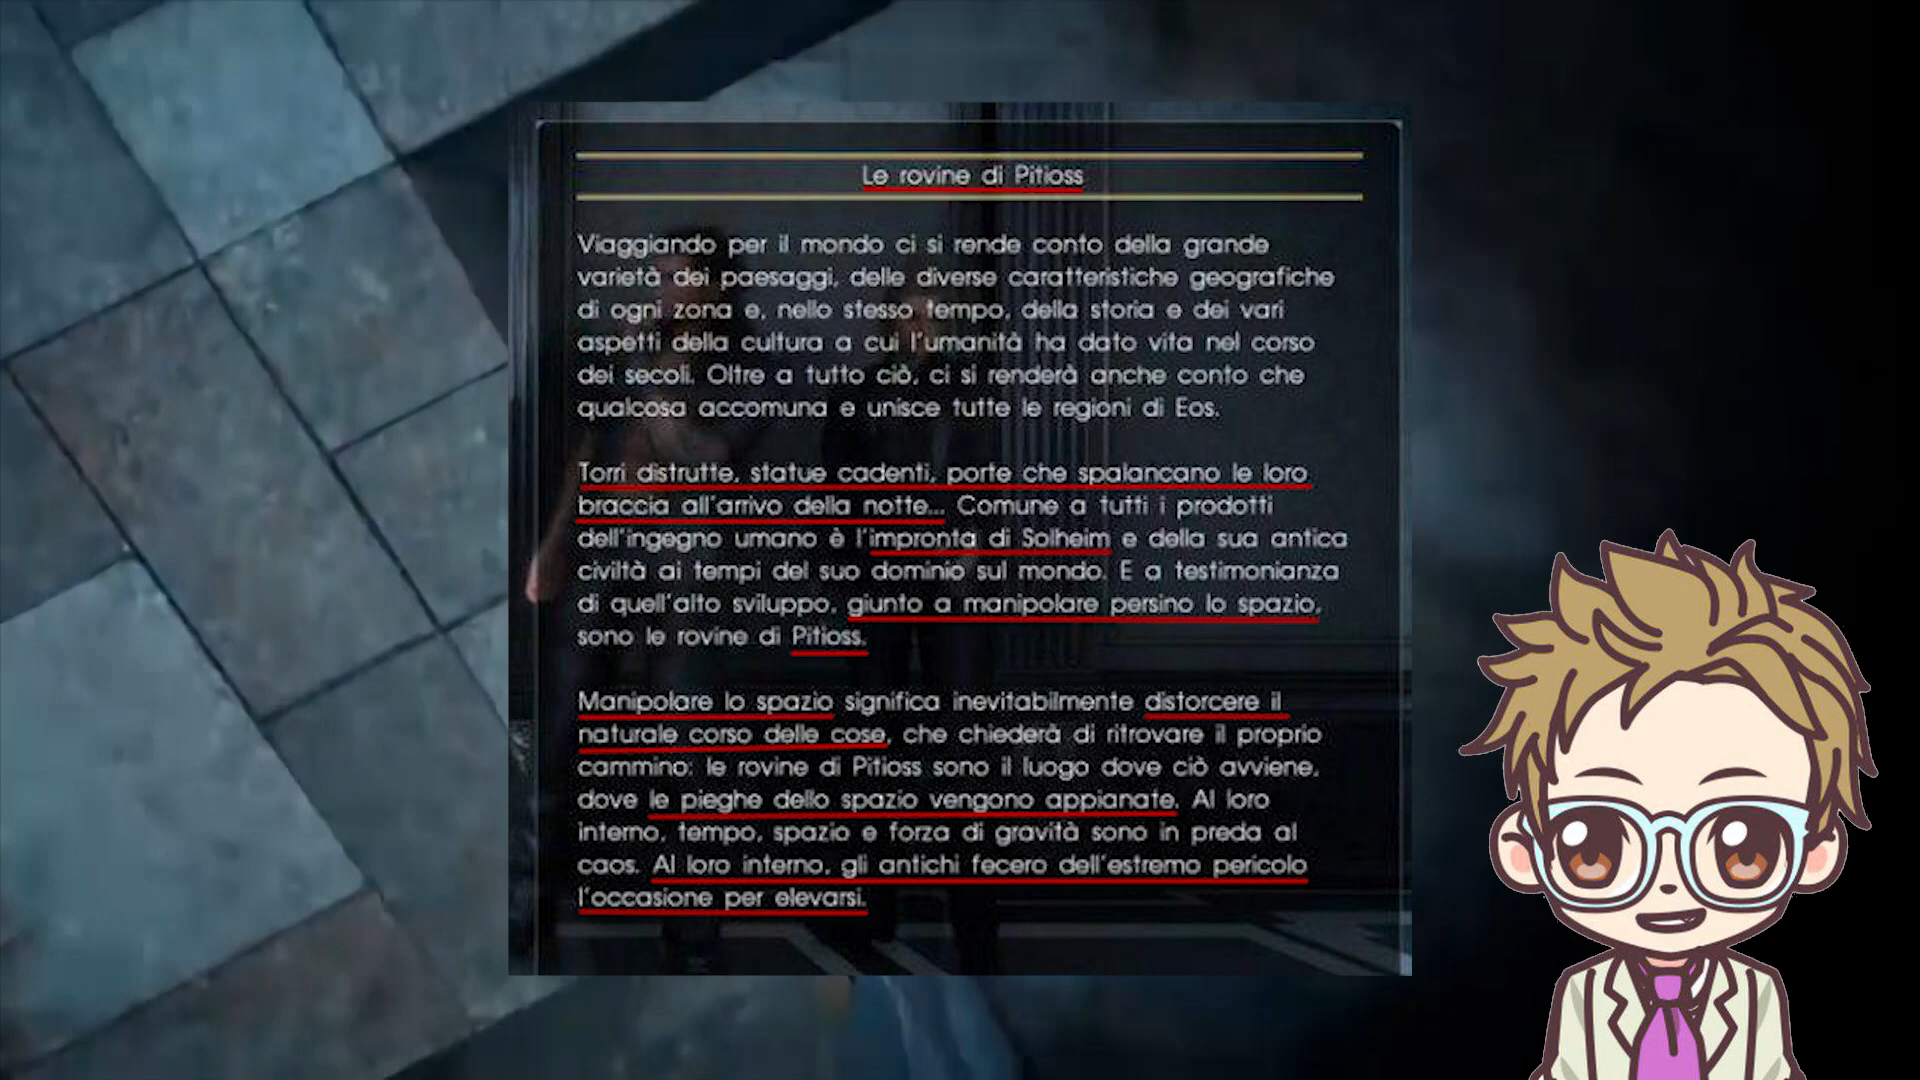 Le rovine di Pitioss
Viaggiando per il mondo ci si rende conto della grande
varietà dei paesaggi, delle diverse caratteristiche geografiche
di ogni zona e, nello stesso tempo, della storia e dei vari
aspetti della cultura a cui l'umanità ha dato vita nel corso
dei secoli. Oltre a tutto ciò, ci si renderà anche conto che
qualcosa accomuna e unisce tutte le regioni di Eos.
Torri distrutte, statue cadenti, porte che spalancano le loro
braccia all'arrivo della notte... Comune a tutti i prodotti
dell'ingegno umano è l'impronta di Solheim e della sua antica
civiltà ai tempi del suo dominio sul mondo. E a testimonianza
di quell'alto sviluppo, giunto a manipolare persino lo spazio,
sono le rovine di Pitioss.
Manipolare lo spazio significa inevitabilmente distorcere il
naturale corso delle cose, che chiederà di ritrovare il proprio
cammino: le rovine di Pitioss sono il luogo dove ciò avviene,
dove le pieghe dello spazio vengono appianate. Al loro
interno, tempo, spazio e forza di gravità sono in preda al
caos. Al loro interno, gli antichi fecero dell'estremo pericolo
l'occasione per elevarsi.